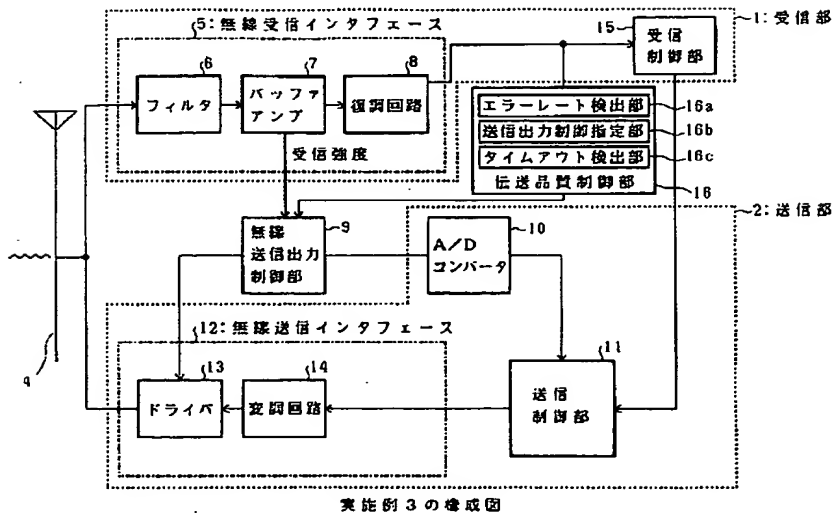 5:無線受信インタフェース
6
フィルタ
7
バッファ
アンプ
8
復調回路
受信強度
15
受信
制御部
1:受信部
エラーレート検出部
16a
送信出力制御指定部
16b
タイムアウト検出部
16c
伝送品質制御部
16
9
無線
送信出力
制御部
10
A/D
コンバータ
2:送信部
12:無線送信インタフェース
4
13
ドライバ
14
変調回路
11
送信
制御部
実施例3の構成図